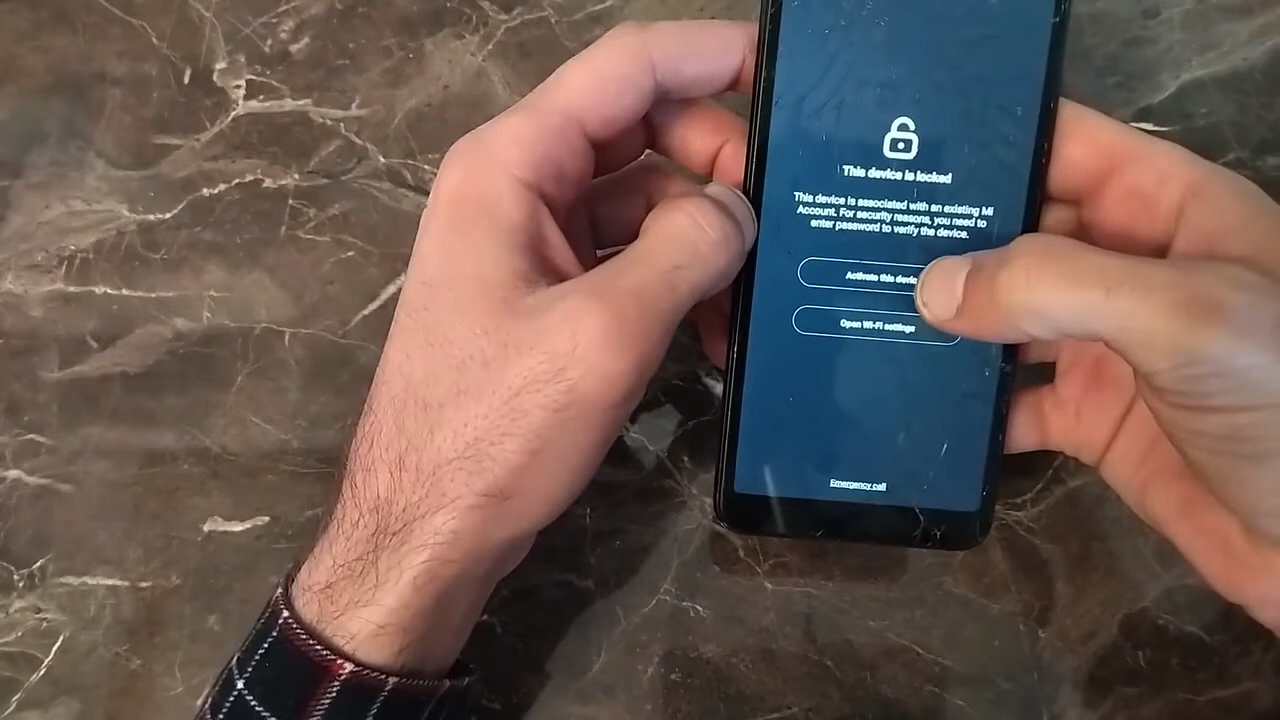 This device is locked
This device is associated with an existing Mi
Account. For security reasons, you need to
enter password to verify the device.
Activate this devic
Open Wi-Fi settings
Emergency call